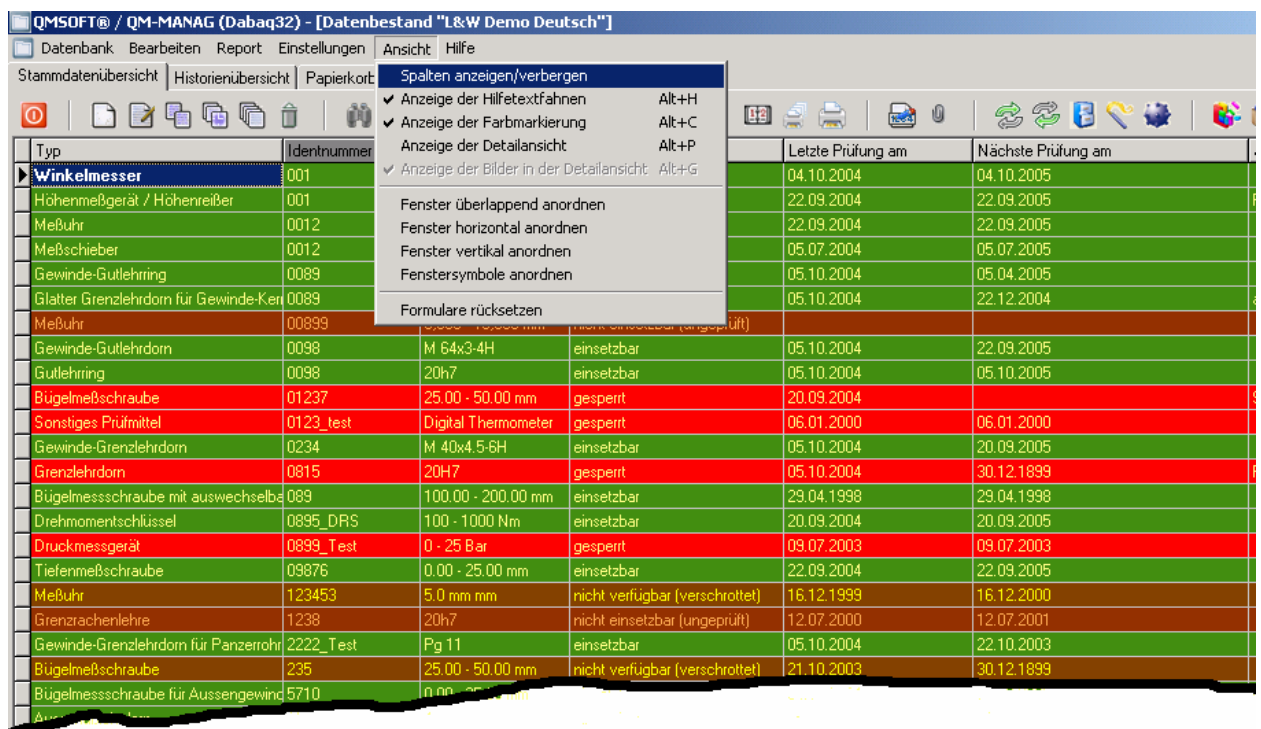 QMSOFT® / QM-MANAG (Dabaq32) - [Datenbestand "L&W Demo Deutsch"]
Datenbank Bearbeiten Report Einstellungen Ansicht Hilfe
Stammdatenübersicht Historienübersicht Papierkorb
Spalten anzeigen/verbergen
Anzeige der Hilfetextfahnen Alt+H
Anzeige der Farbmarkierung Alt+C
Anzeige der Detailansicht Alt+P
Anzeige der Bilder in der Detailansicht Alt+G
Fenster überlappend anordnen
Fenster horizontal anordnen
Fenster vertikal anordnen
Fenstersymbole anordnen
Formulare rücksetzen
Typ Identnummer Letzte Prüfung am Nächste Prüfung am
Winkelmesser 001 04.10.2004 04.10.2005
Höhenmeßgerät / Höhenreißer 001 22.09.2004 22.09.2005
Meßuhr 0012 22.09.2004 22.09.2005
Meßschieber 0012 05.07.2004 05.07.2005
Gewinde-Gutlehrring 0089 05.10.2004 05.04.2005
Glatter Grenzlehrdorn für Gewinde-Ker 0089 05.10.2004 22.12.2004
Meßuhr 00899 nicht einsetzbar (ungeprüft)
Gewinde-Gutlehrdorn 0098 M 64x3-4H einsetzbar 05.10.2004 22.09.2005
Gutlehrring 0098 20h7 einsetzbar 05.10.2004 05.10.2005
Bügelmeßschraube 01237 25.00 - 50.00 mm gesperrt 20.09.2004
Sonstiges Prüfmittel 0123_test Digital Thermometer gesperrt 06.01.2000 06.01.2000
Gewinde-Grenzlehrdorn 0234 M 40x4.5-6H einsetzbar 05.10.2004 20.09.2005
Grenzlehrdorn 0815 20H7 gesperrt 05.10.2004 30.12.1899
Bügelmessschraube mit auswechselba 089 100.00 - 200.00 mm einsetzbar 29.04.1998 29.04.1998
Drehmomentschlüssel 0895_DRS 100 - 1000 Nm einsetzbar 20.09.2004 20.09.2005
Druckmessgerät 0899_Test 0 - 25 Bar gesperrt 09.07.2003 09.07.2003
Tiefenmeßschraube 09876 0.00 - 25.00 mm einsetzbar 22.09.2004 22.09.2005
Meßuhr 123453 5.0 mm mm nicht verfügbar (verschrottet) 16.12.1999 16.12.2000
Grenzrachenlehre 1238 20h7 nicht einsetzbar (ungeprüft) 12.07.2000 12.07.2001
Gewinde-Grenzlehrdorn für Panzerrohr 2222_Test Pg 11 einsetzbar 05.10.2004 22.10.2003
Bügelmeßschraube 235 25.00 - 50.00 mm nicht verfügbar (verschrottet) 21.10.2003 30.12.1899
Bügelmessschraube für Aussengewinc 5710